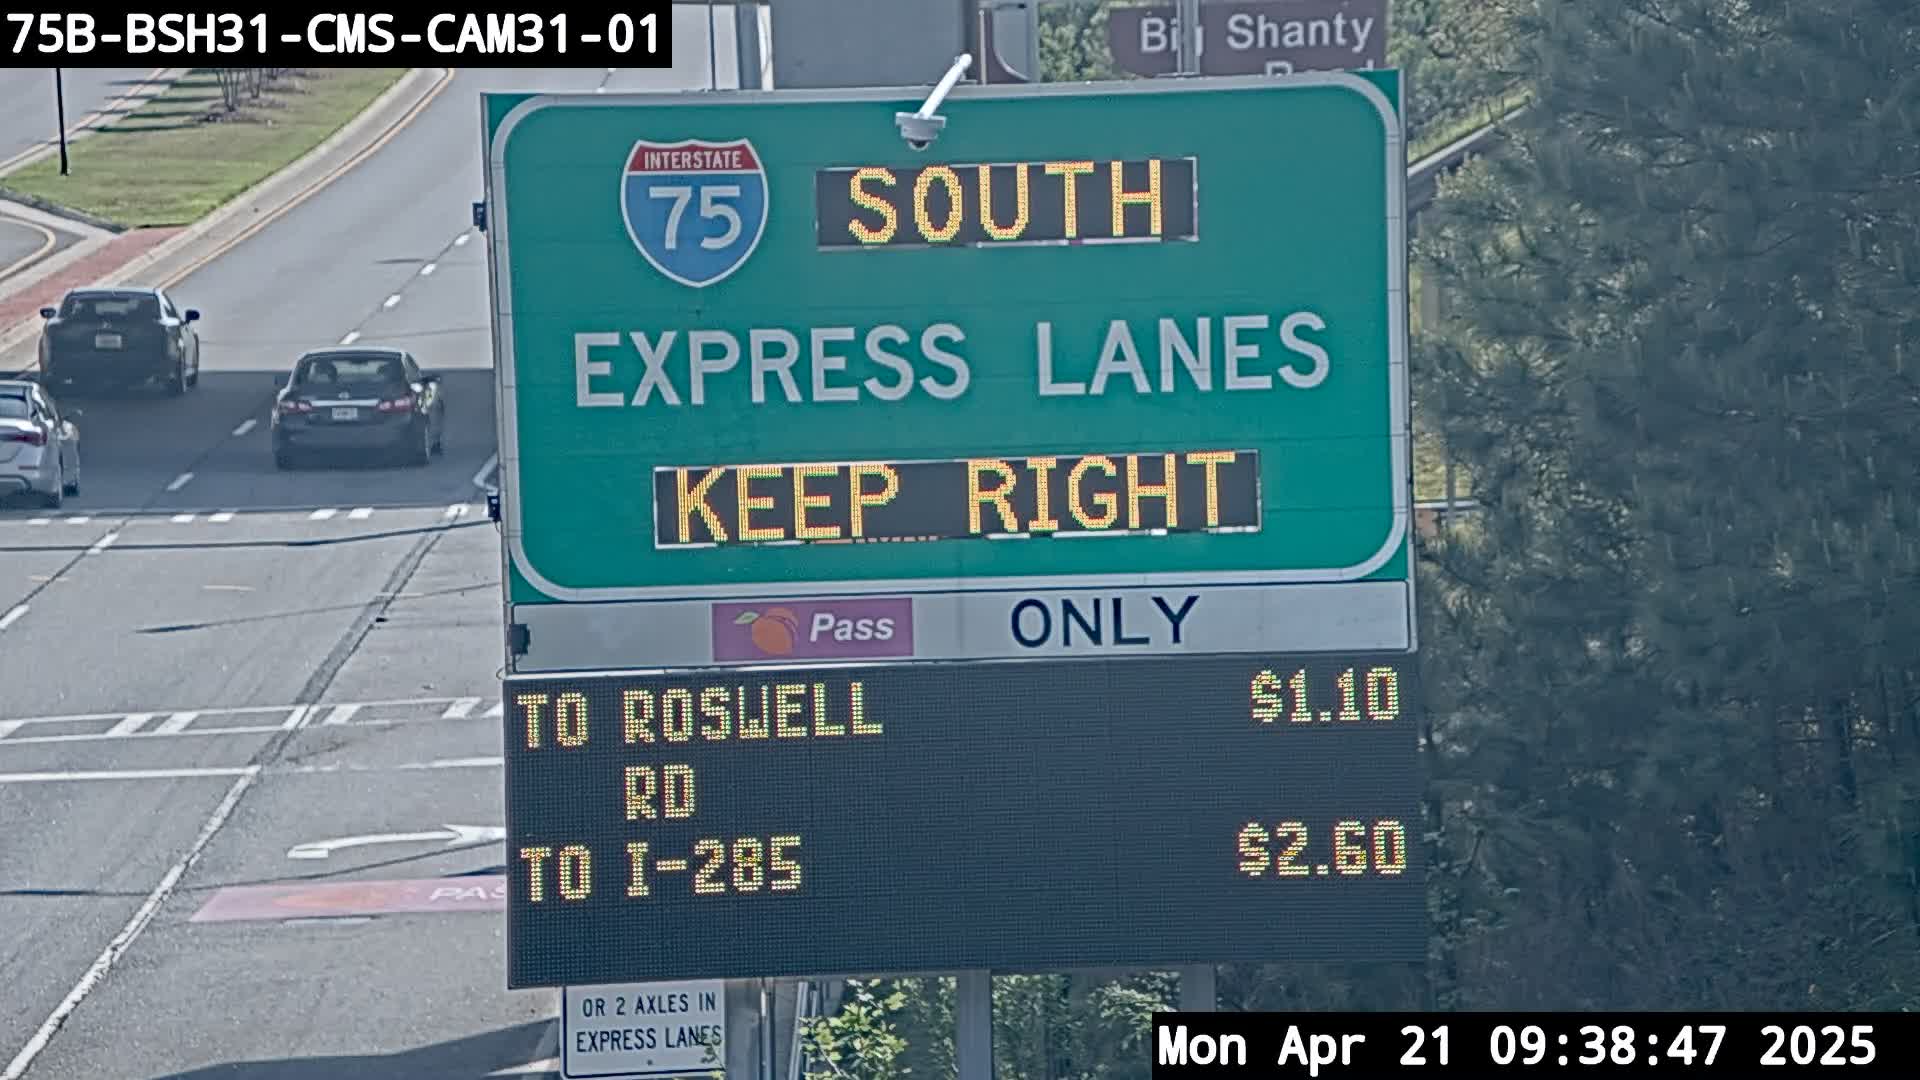 75B-BSH31-CMS-CAM31-01
Big Shanty
Road
INTERSTATE
75
SOUTH
EXPRESS LANES
KEEP RIGHT
Pass
ONLY
TO ROSWELL $1.10
RD
TO I-285 $2.60
PAS
OR 2 AXLES IN
EXPRESS LANES
Mon Apr 21 09:38:47 2025